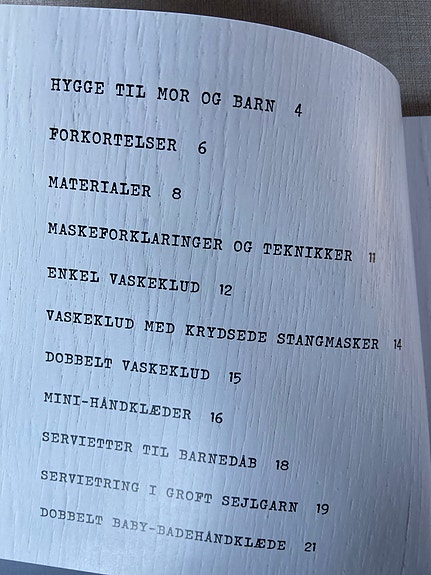 HYGGE TIL MOR OG BARN 4
FORKORTELSER 6
MATERIALER 8
MASKEFORKLARINGER OG TEKNIKKER 11
ENKEL VASKEKLUD 12
VASKEKLUD MED KRYDSEDE STANGMASKER 14
DOBBELT VASKEKLUD 15
MINI-HÅNDKLÆDER 16
SERVIETTER TIL BARNEDÅB 18
SERVIETRING I GROFT SEJLGARN 19
DOBBELT BABY-BADEHÅNDKLÆDE 21